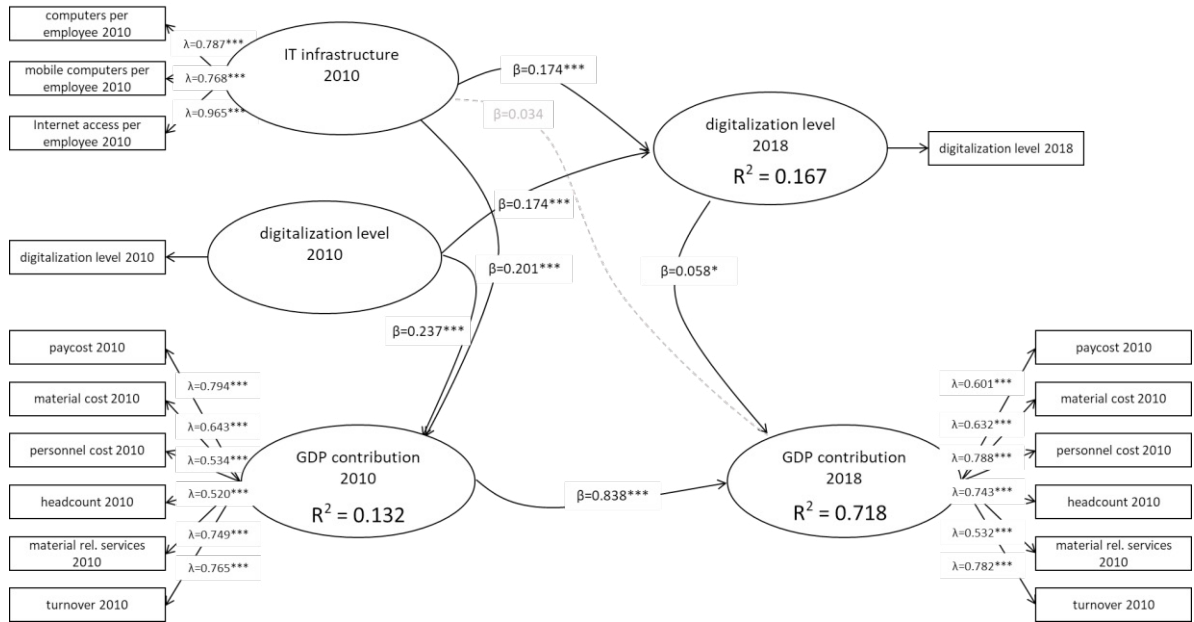 computers per
employee 2010
mobile computers per
employee 2010
Internet access per
employee 2010
λ=0.787***
λ=0.768***
λ=0.965***
IT infrastructure
2010
β=0.174***
β=0.034
digitalization level
2018
R² = 0.167
digitalization level 2018
digitalization level 2010
digitalization level
2010
β=0.174***
β=0.201***
β=0.237***
β=0.058*
paycost 2010
material cost 2010
personnel cost 2010
headcount 2010
material rel. services
2010
turnover 2010
λ=0.794***
λ=0.643***
λ=0.534***
λ=0.520***
λ=0.749***
λ=0.765***
GDP contribution
2010
R² = 0.132
β=0.838***
GDP contribution
2018
R² = 0.718
λ=0.601***
λ=0.632***
λ=0.788***
λ=0.743***
λ=0.532***
λ=0.782***
paycost 2010
material cost 2010
personnel cost 2010
headcount 2010
material rel. services
2010
turnover 2010